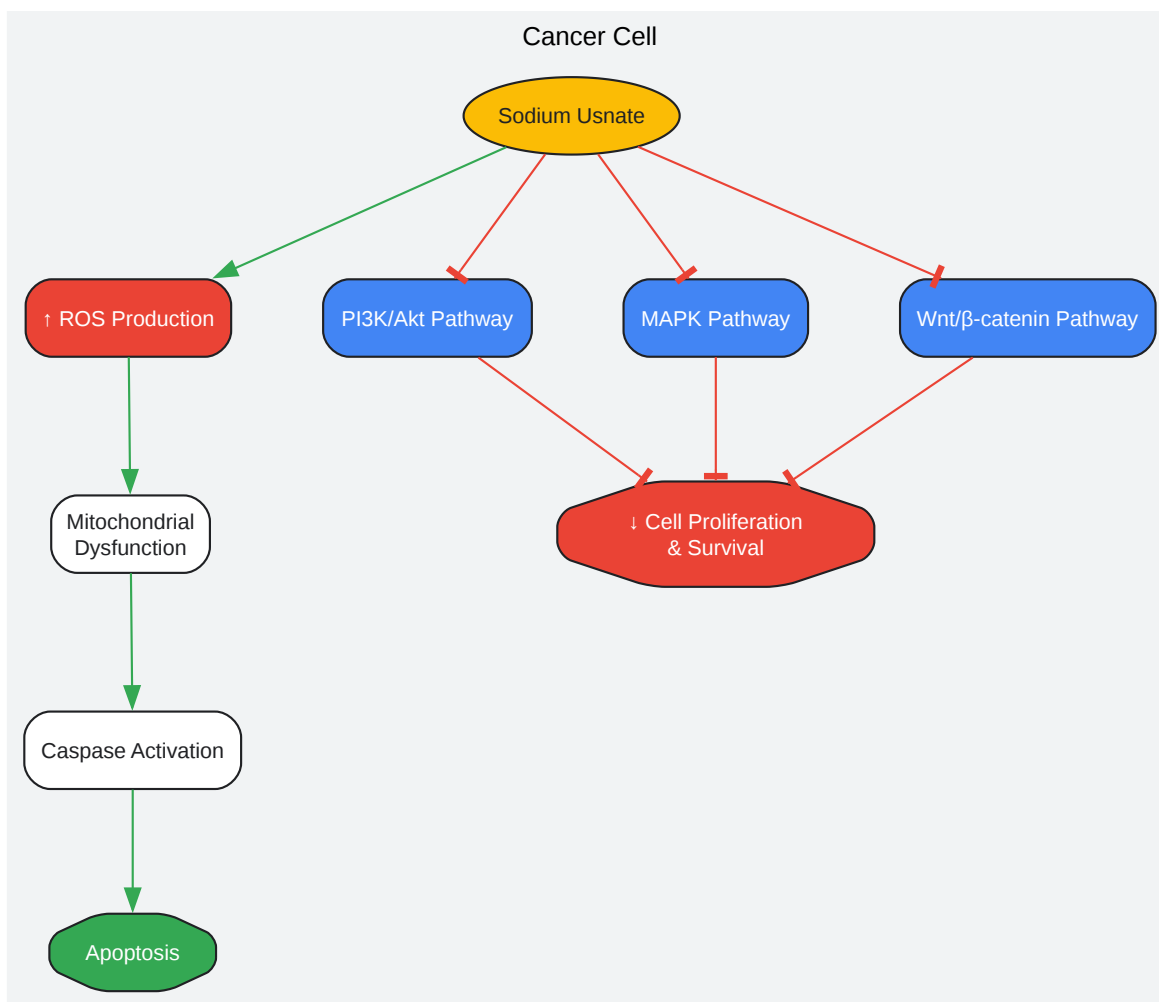 Cancer Cell
Sodium Usnate
↑ ROS Production
PI3K/Akt Pathway
MAPK Pathway
Wnt/β-catenin Pathway
Mitochondrial
Dysfunction
↓ Cell Proliferation
& Survival
Caspase Activation
Apoptosis